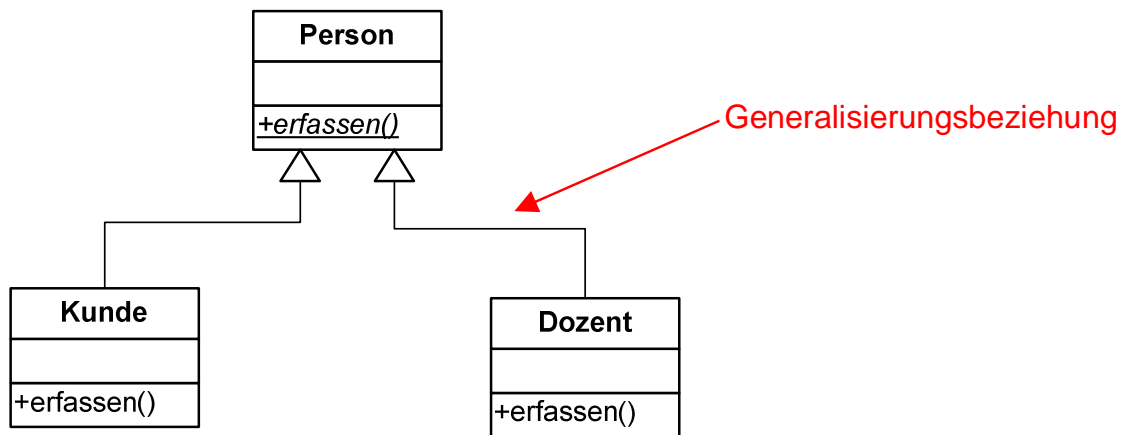 Person
+erfassen()
Generalisierungsbeziehung
Kunde
+erfassen()
Dozent
+erfassen()